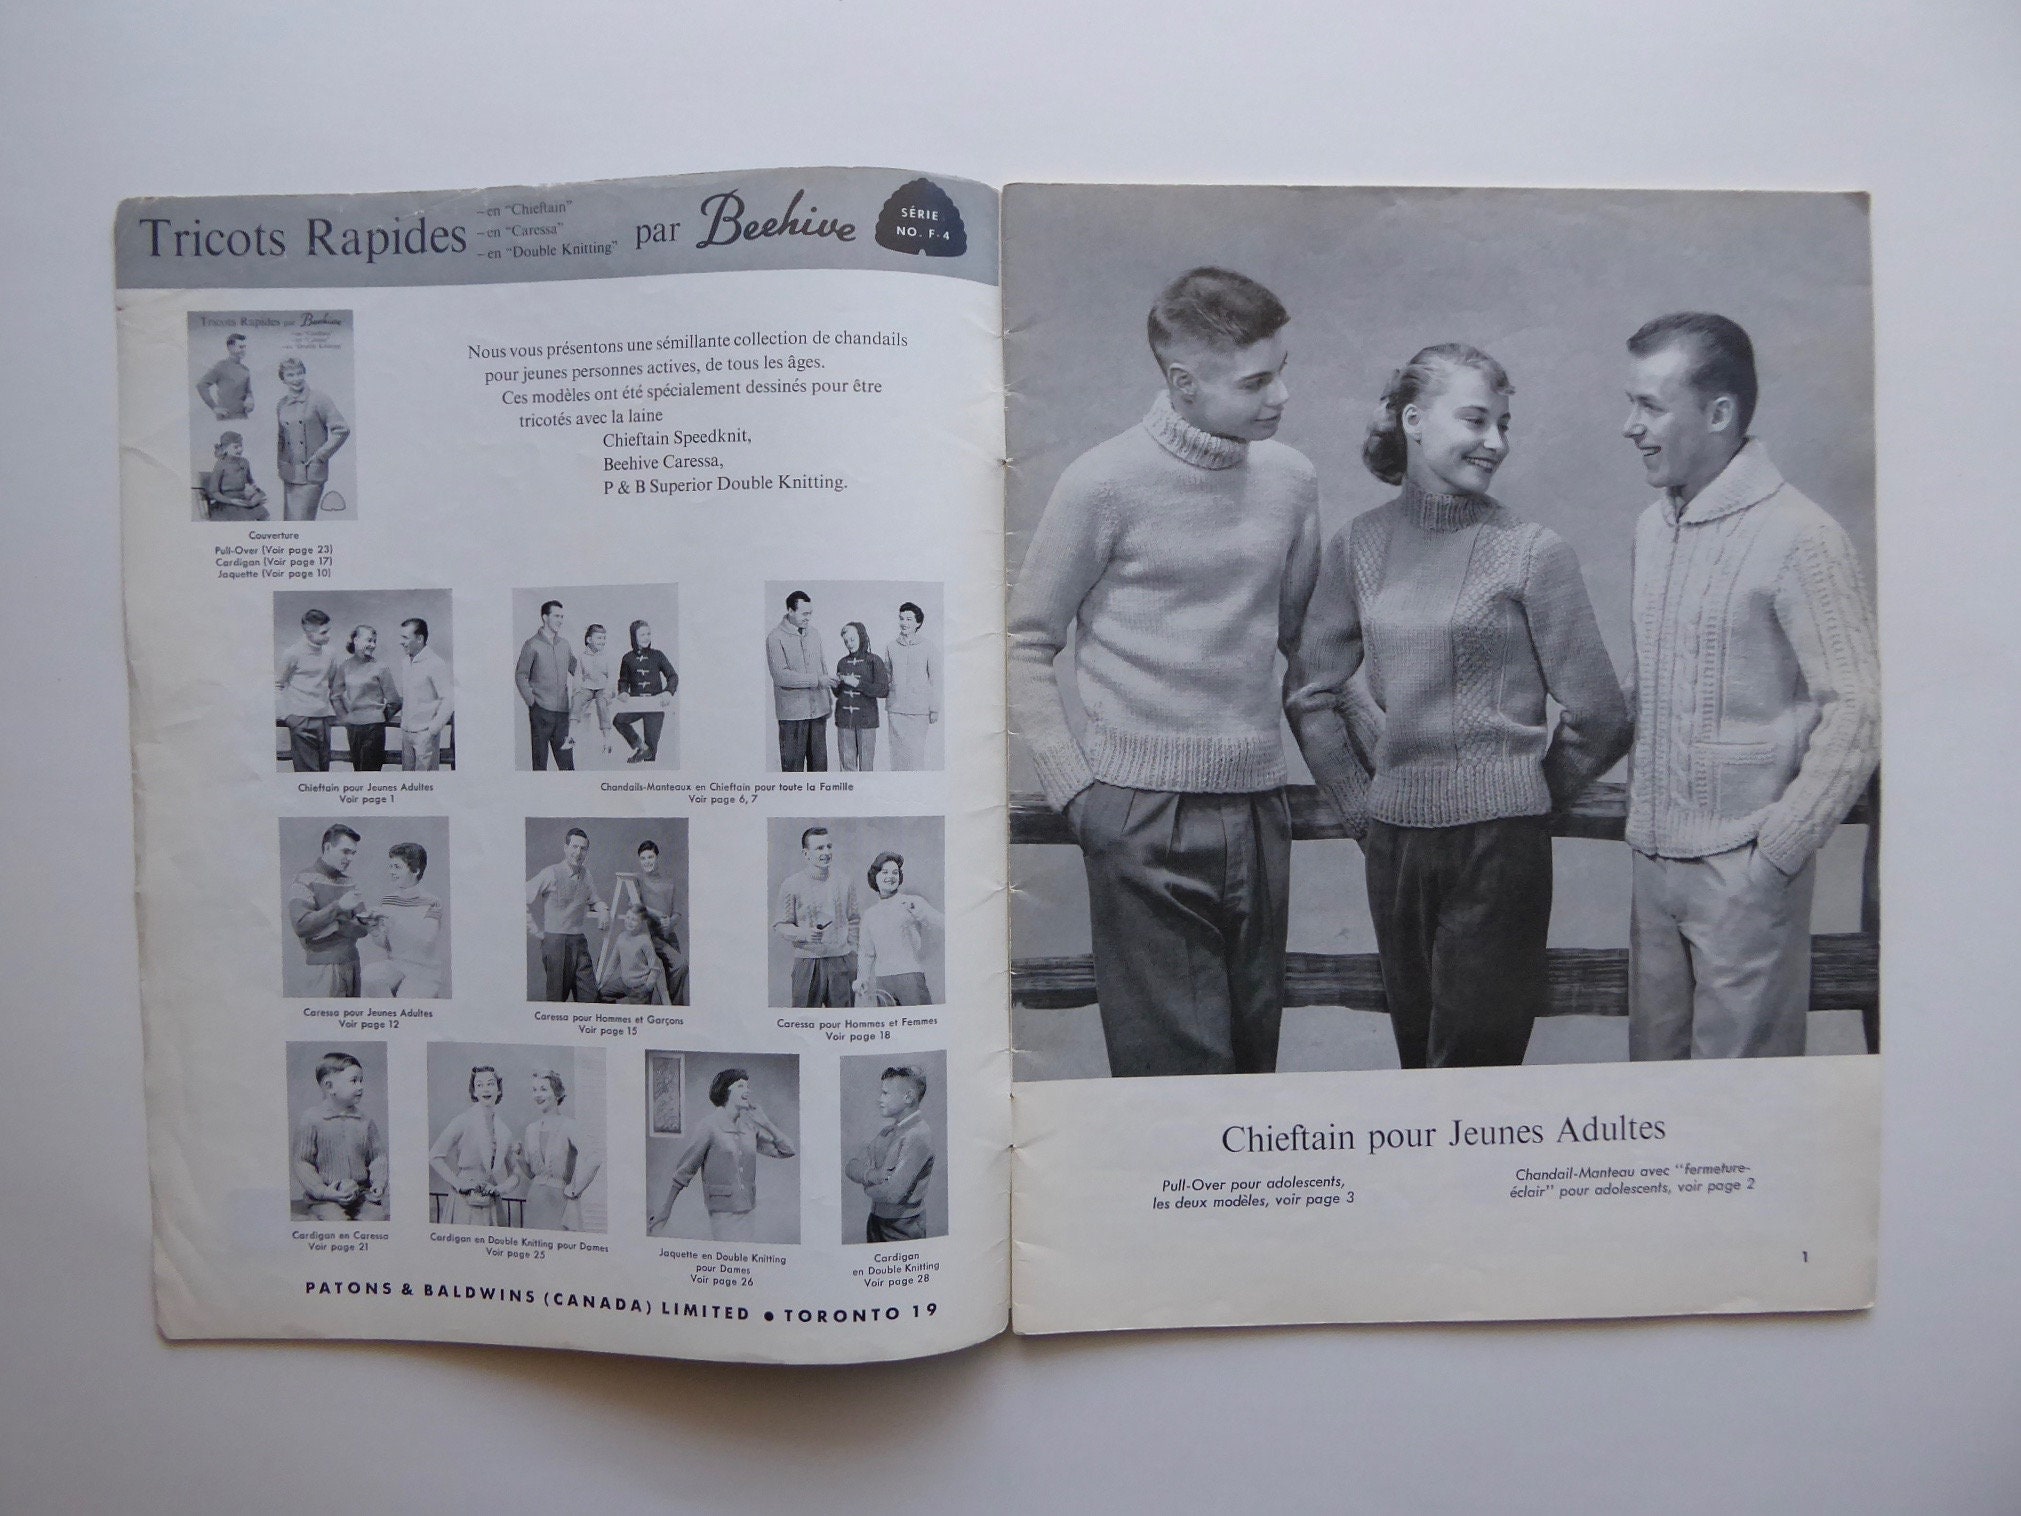 Tricots Rapides
–en "Chieftain"
–en "Caressa"
–en "Double Knitting"
par Beehive
SÉRIE
NO. F-4
Tricots Rapides par Beehive
Nous vous présentons une sémillante collection de chandails
pour jeunes personnes actives, de tous les âges.
Ces modèles ont été spécialement dessinés pour être
tricotés avec la laine
Chieftain Speedknit,
Beehive Caressa,
P & B Superior Double Knitting.
Couverture
Pull-Over (Voir page 23)
Cardigan (Voir page 17)
Jaquette (Voir page 10)
Chieftain pour Jeunes Adultes
Voir page 1
Chandails-Manteaux en Chieftain pour toute la Famille
Voir page 6, 7
Caressa pour Jeunes Adultes
Voir page 12
Caressa pour Hommes et Garçons
Voir page 15
Caressa pour Hommes et Femmes
Voir page 18
Cardigan en Caressa
Voir page 21
Cardigan en Double Knitting pour Dames
Voir page 25
Jaquette en Double Knitting
pour Dames
Voir page 26
Cardigan
en Double Knitting
Voir page 28
PATONS & BALDWINS (CANADA) LIMITED ● TORONTO 19
Chieftain pour Jeunes Adultes
Pull-Over pour adolescents,
les deux modèles, voir page 3
Chandail-Manteau avec "fermeture-
éclair" pour adolescents, voir page 2
1